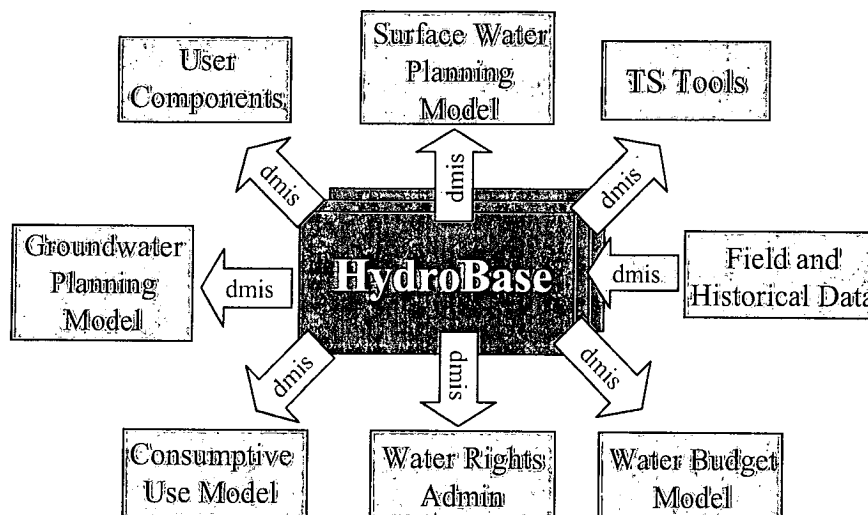 User
Components
Surface Water
Planning
Model
TS Tools
dmis
dmis
dmis
Groundwater
Planning
Model
dmis
HydroBase
dmis
Field and
Historical Data
dmis
dmis
dmis
Consumptive
Use Model
Water Rights
Admin
Water Budget
Model